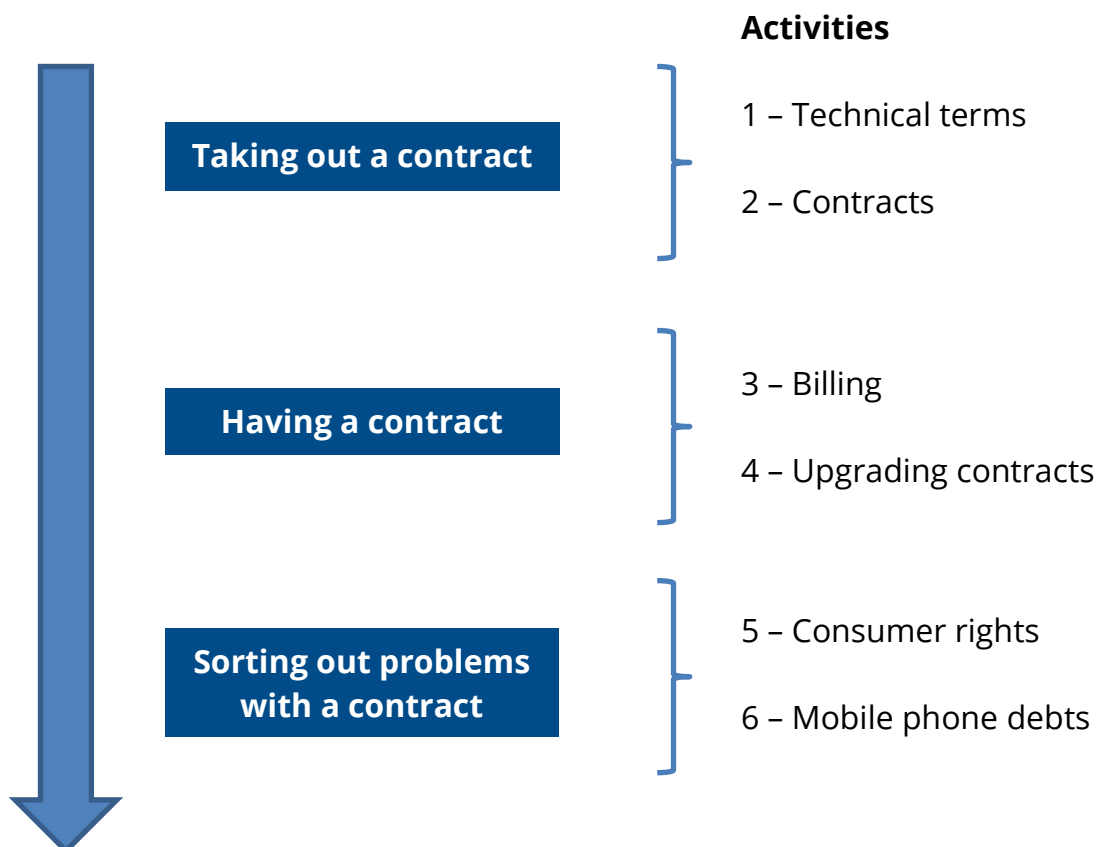 Activities
Taking out a contract
1 – Technical terms
2 – Contracts
Having a contract
3 – Billing
4 – Upgrading contracts
Sorting out problems
with a contract
5 – Consumer rights
6 – Mobile phone debts